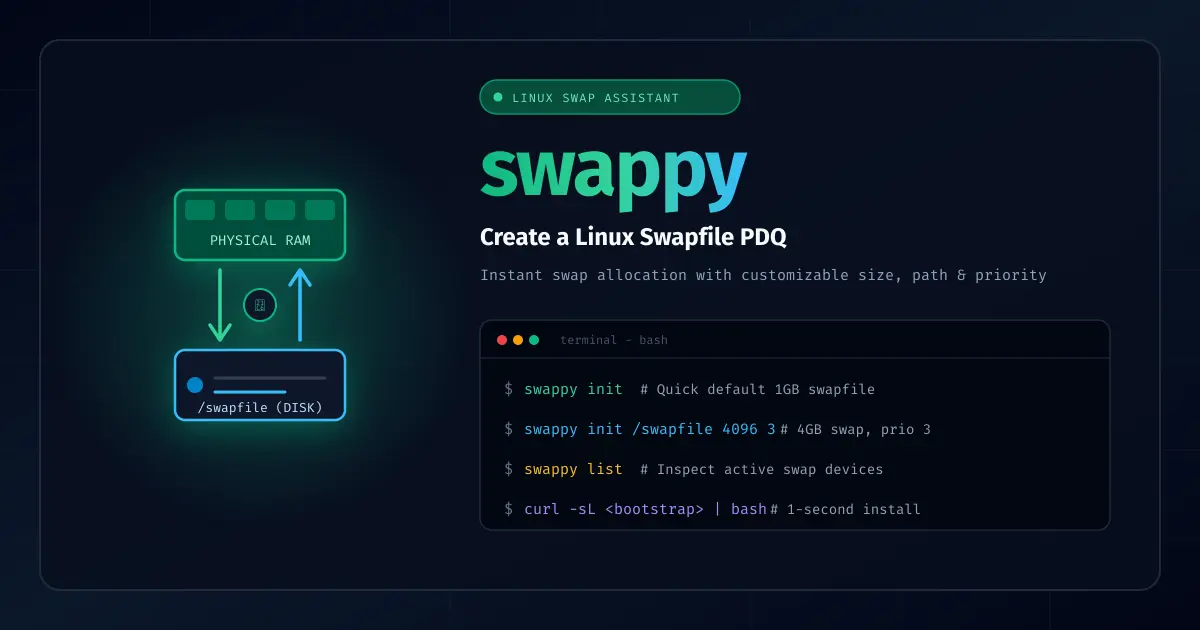 LINUX SWAP ASSISTANT
swappy
Create a Linux Swapfile PDQ
Instant swap allocation with customizable size, path & priority
PHYSICAL RAM
/swapfile (DISK)
terminal - bash
$ swappy init # Quick default 1GB swapfile
$ swappy init /swapfile 4096 3 # 4GB swap, prio 3
$ swappy list # Inspect active swap devices
$ curl -sL <bootstrap> | bash # 1-second install